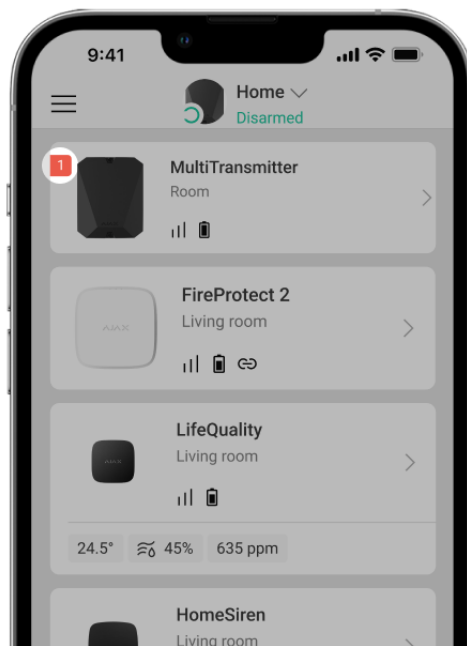 9:41
Home
Disarmed
1
MultiTransmitter
Room
FireProtect 2
Living room
AJAX
LifeQuality
Living room
AJAX
24.5° 45% 635 ppm
HomeSiren
Living room